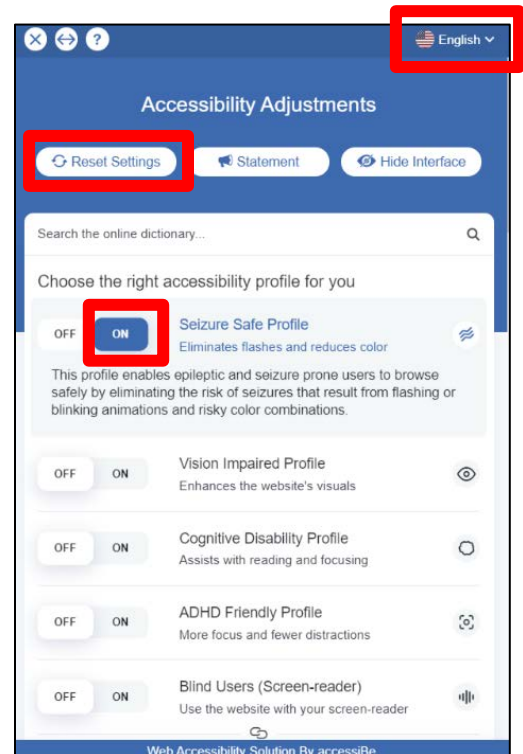 English
Accessibility Adjustments
Reset Settings Statement Hide Interface
Search the online dictionary...
Choose the right accessibility profile for you
OFF ON Seizure Safe Profile
Eliminates flashes and reduces color
This profile enables epileptic and seizure prone users to browse
safely by eliminating the risk of seizures that result from flashing or
blinking animations and risky color combinations.
OFF ON Vision Impaired Profile
Enhances the website's visuals
OFF ON Cognitive Disability Profile
Assists with reading and focusing
OFF ON ADHD Friendly Profile
More focus and fewer distractions
OFF ON Blind Users (Screen-reader)
Use the website with your screen-reader
Web Accessibility Solution By accessiBe